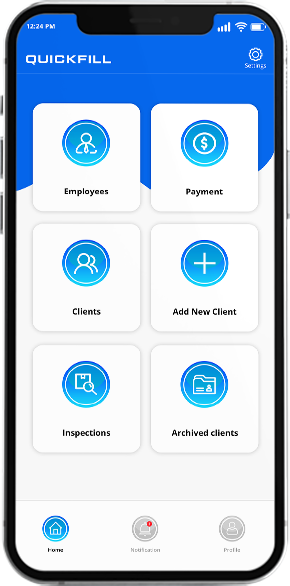 12:24 PM
QUICKFILL
Settings
Employees
Payment
Clients
Add New Client
Inspections
Archived clients
Home
Notification
Profile